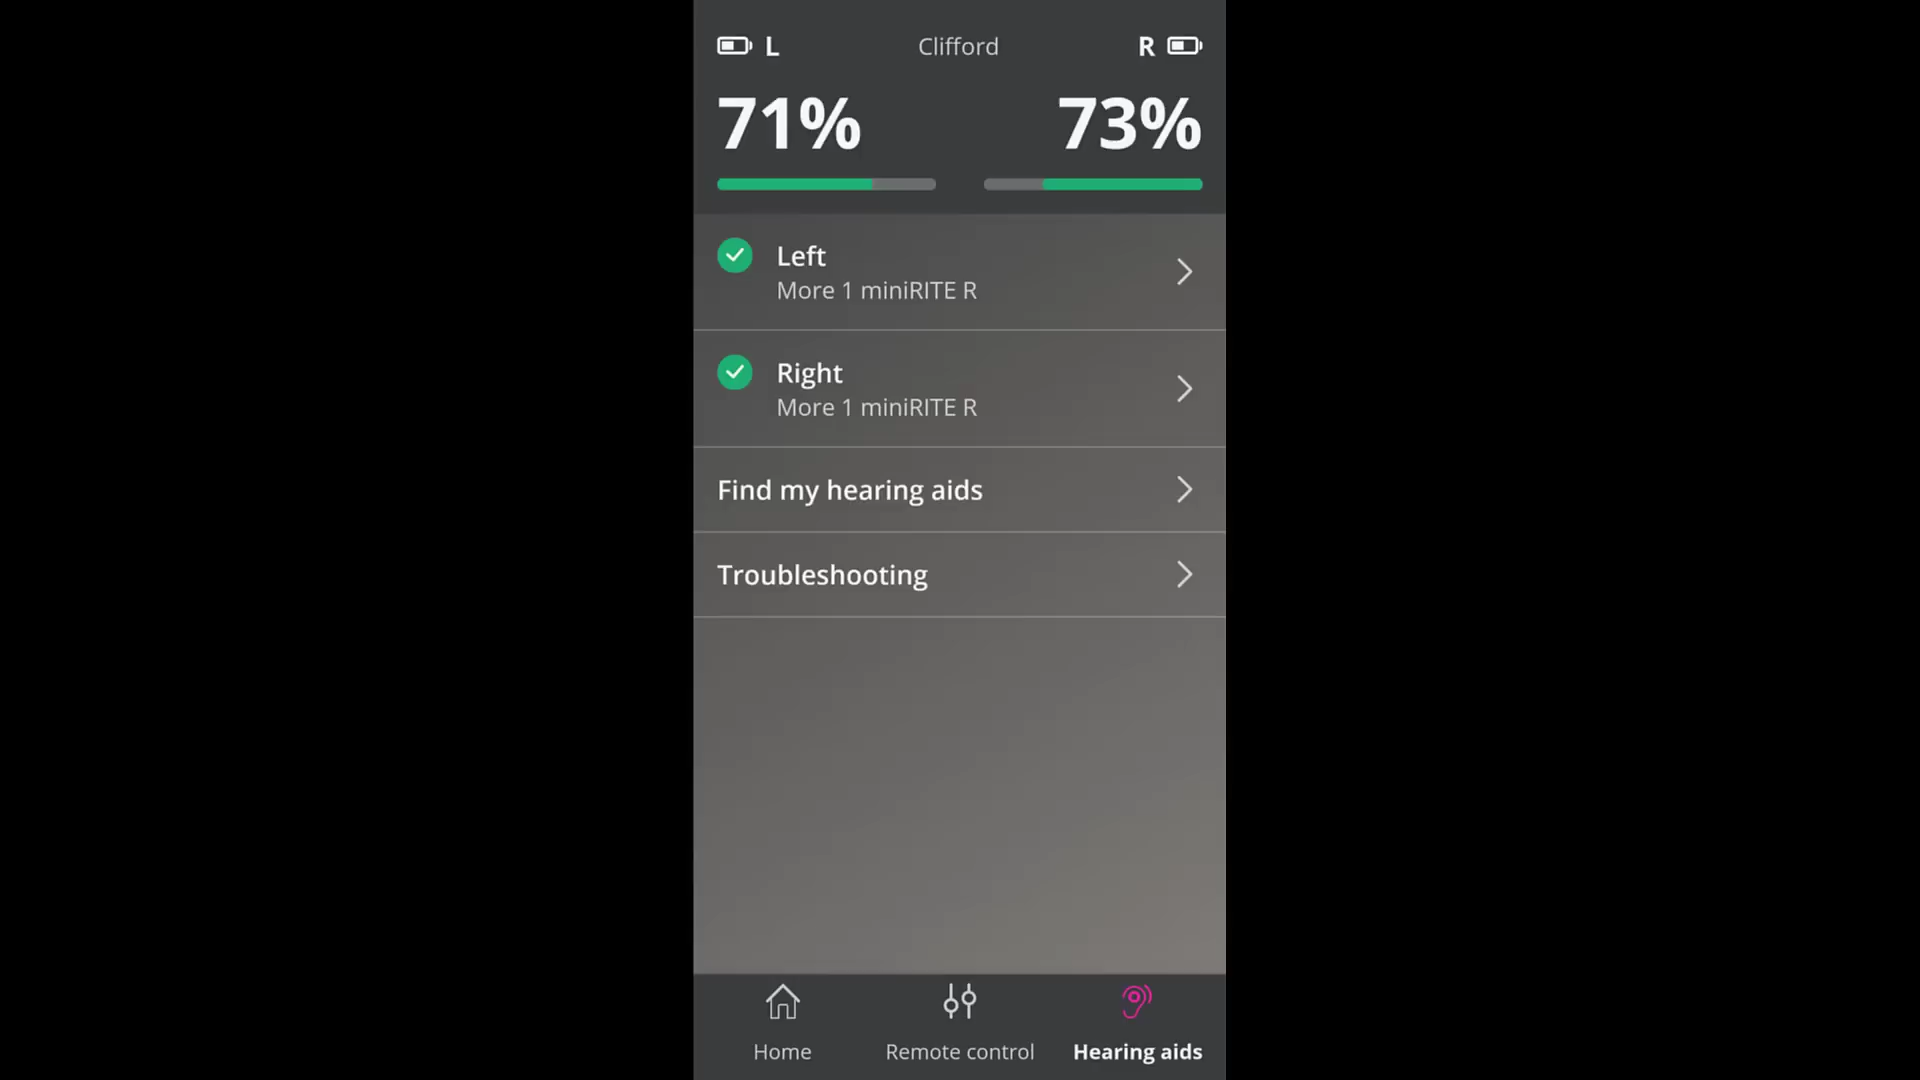 L Clifford R
71% 73%
Left
More 1 miniRITE R
Right
More 1 miniRITE R
Find my hearing aids
Troubleshooting
Home Remote control Hearing aids